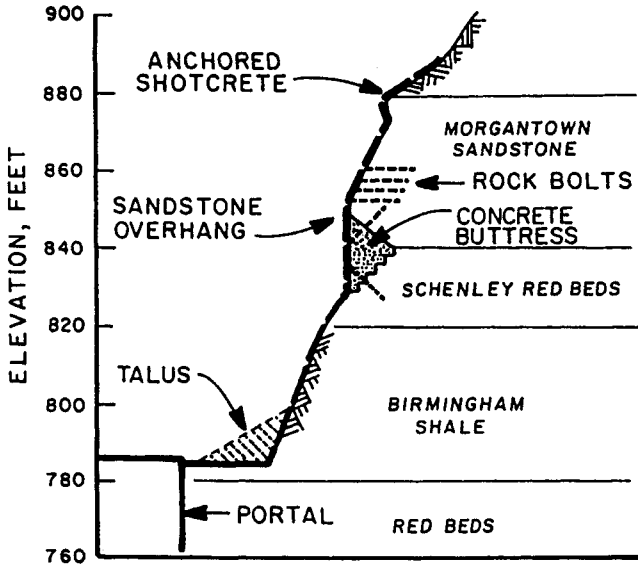 900
880
860
840
820
800
780
760
ELEVATION, FEET
ANCHORED
SHOTCRETE
MORGANTOWN
SANDSTONE
ROCK BOLTS
SANDSTONE
OVERHANG
CONCRETE
BUTTRESS
SCHENLEY RED BEDS
TALUS
BIRMINGHAM
SHALE
PORTAL
RED BEDS